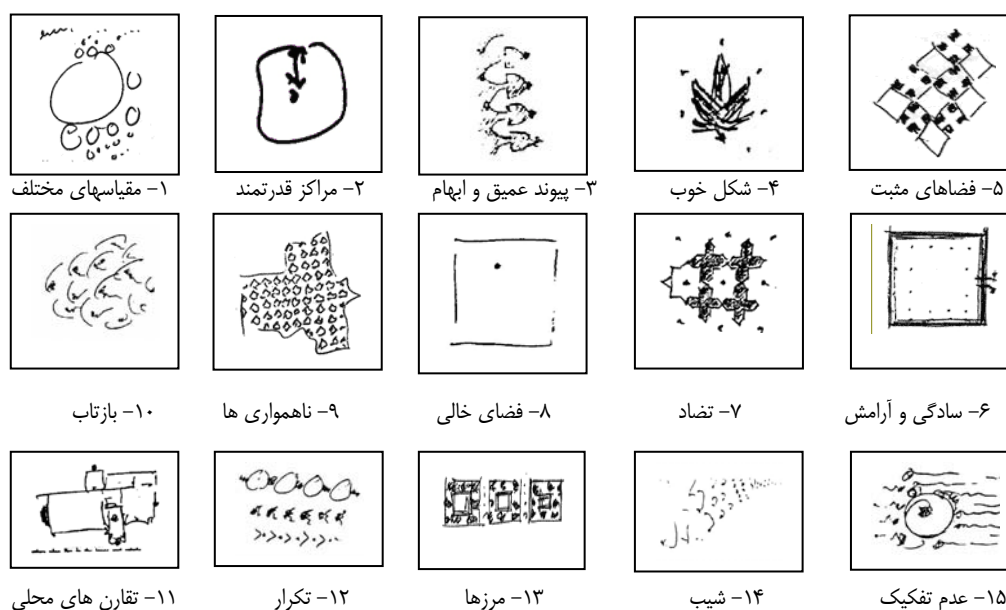 ۵- فضاهای مثبت
۴- شکل خوب
۳- پیوند عمیق و ابهام
۲- مراکز قدرتمند
۱- مقیاسهای مختلف
۶- سادگی و آرامش
۷- تضاد
۸- فضای خالی
۹- ناهمواری ها
۱۰- بازتاب
۱۵- عدم تفکیک
۱۴- شیب
۱۳- مرزها
۱۲- تکرار
۱۱- تقارن های محلی